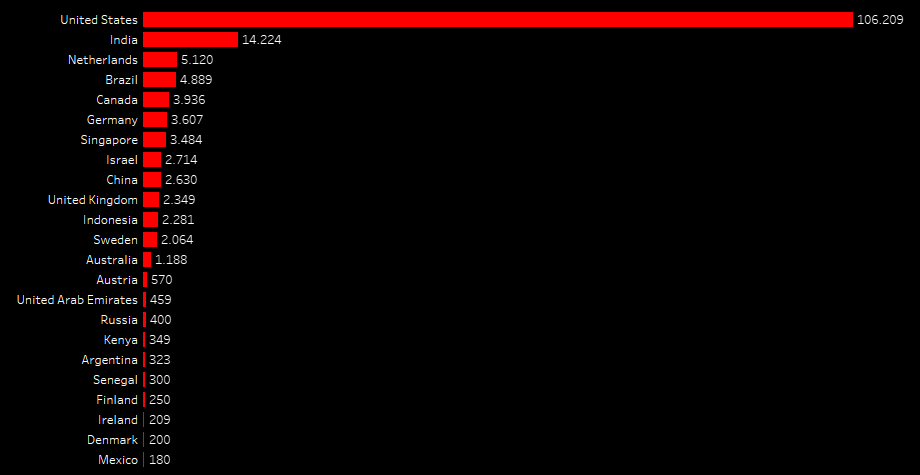 United States 106.209
India 14.224
Netherlands 5.120
Brazil 4.889
Canada 3.936
Germany 3.607
Singapore 3.484
Israel 2.714
China 2.630
United Kingdom 2.349
Indonesia 2.281
Sweden 2.064
Australia 1.188
Austria 570
United Arab Emirates 459
Russia 400
Kenya 349
Argentina 323
Senegal 300
Finland 250
Ireland 209
Denmark 200
Mexico 180